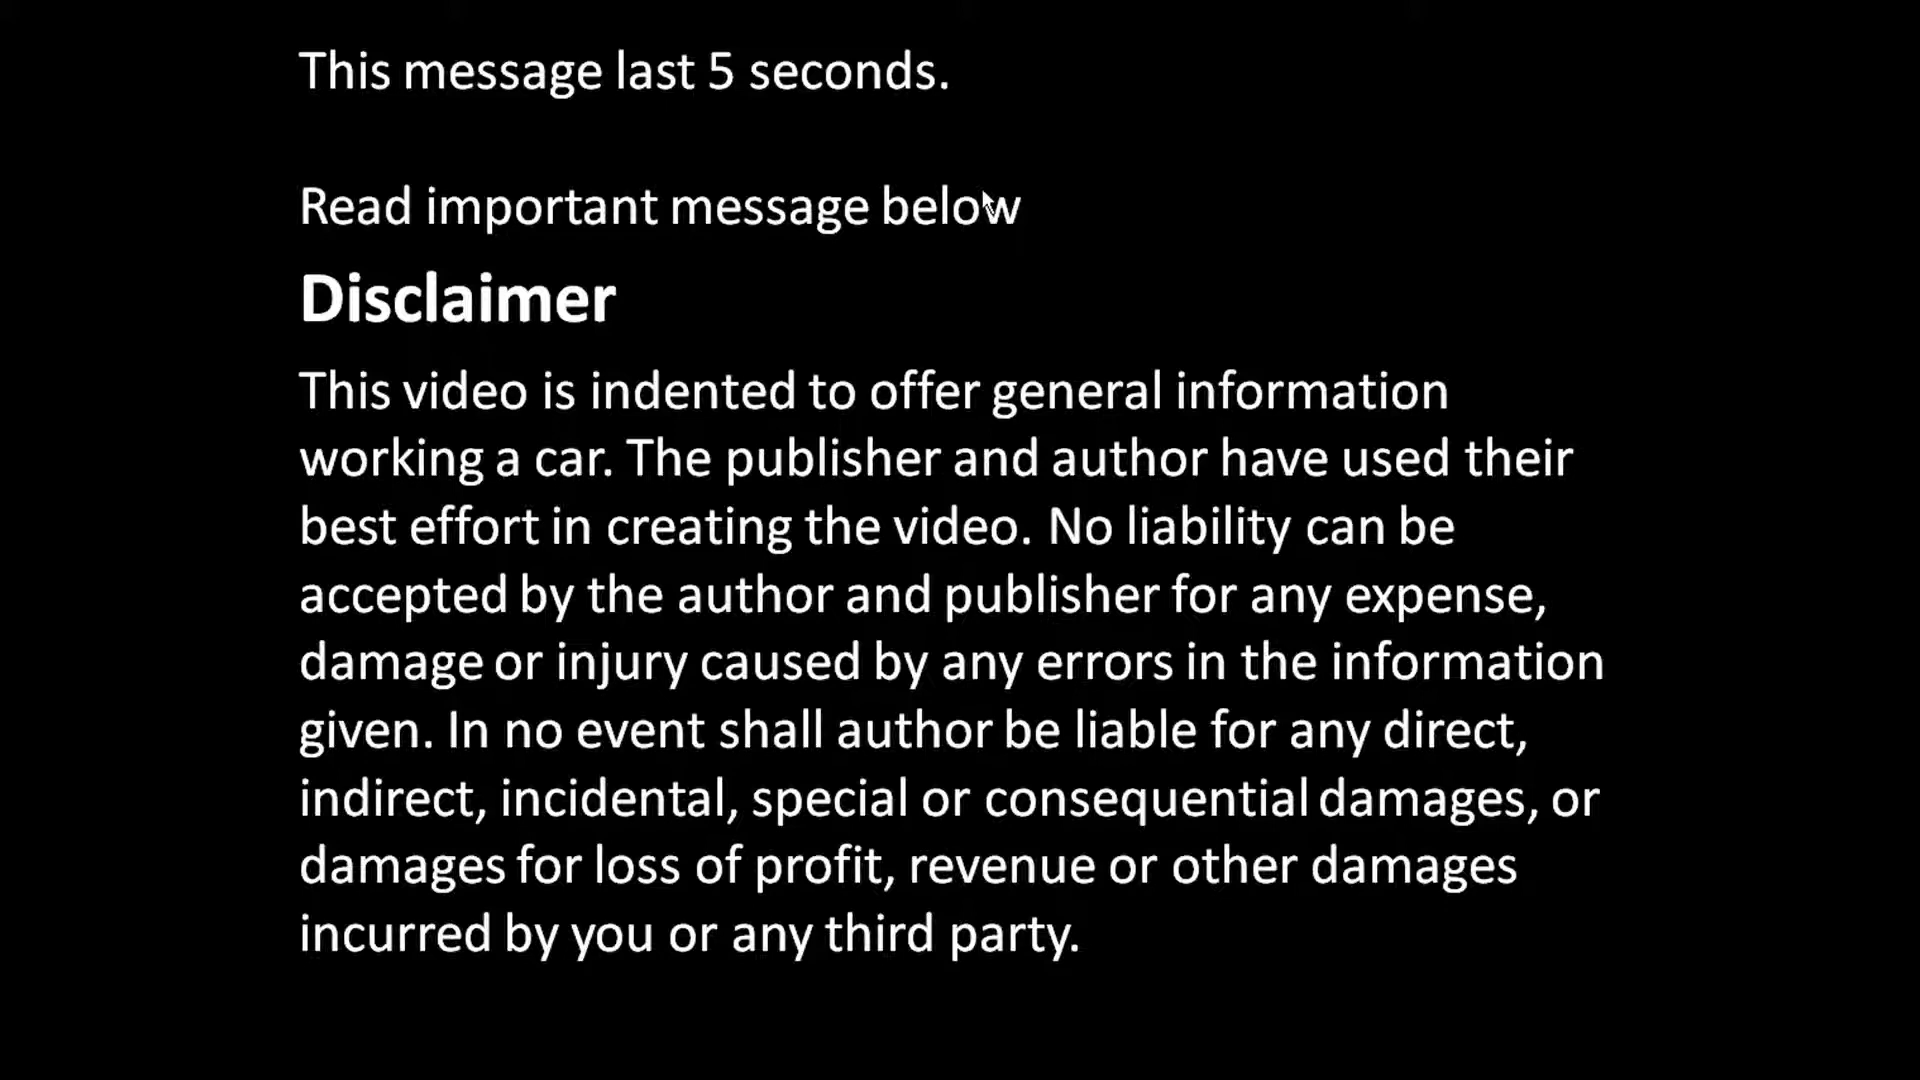 This message last 5 seconds.
Read important message below
Disclaimer
This video is indented to offer general information
working a car. The publisher and author have used their
best effort in creating the video. No liability can be
accepted by the author and publisher for any expense,
damage or injury caused by any errors in the information
given. In no event shall author be liable for any direct,
indirect, incidental, special or consequential damages, or
damages for loss of profit, revenue or other damages
incurred by you or any third party.